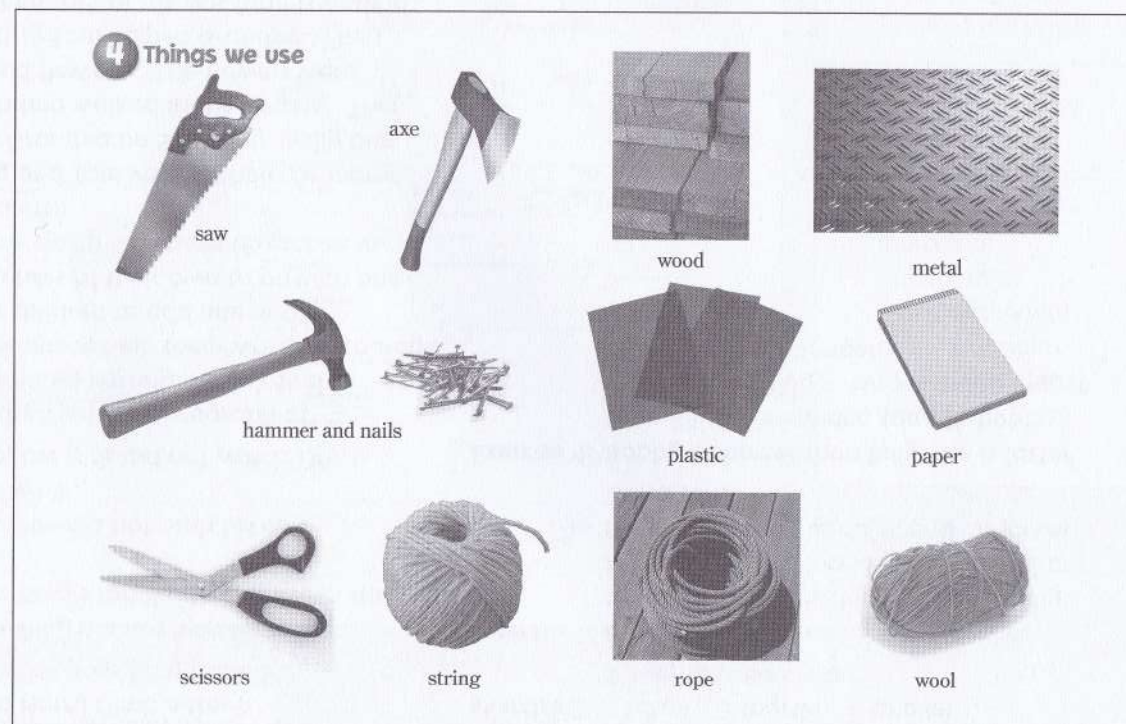 4 Things we use
saw
axe
wood
metal
hammer and nails
plastic
paper
scissors
string
rope
wool